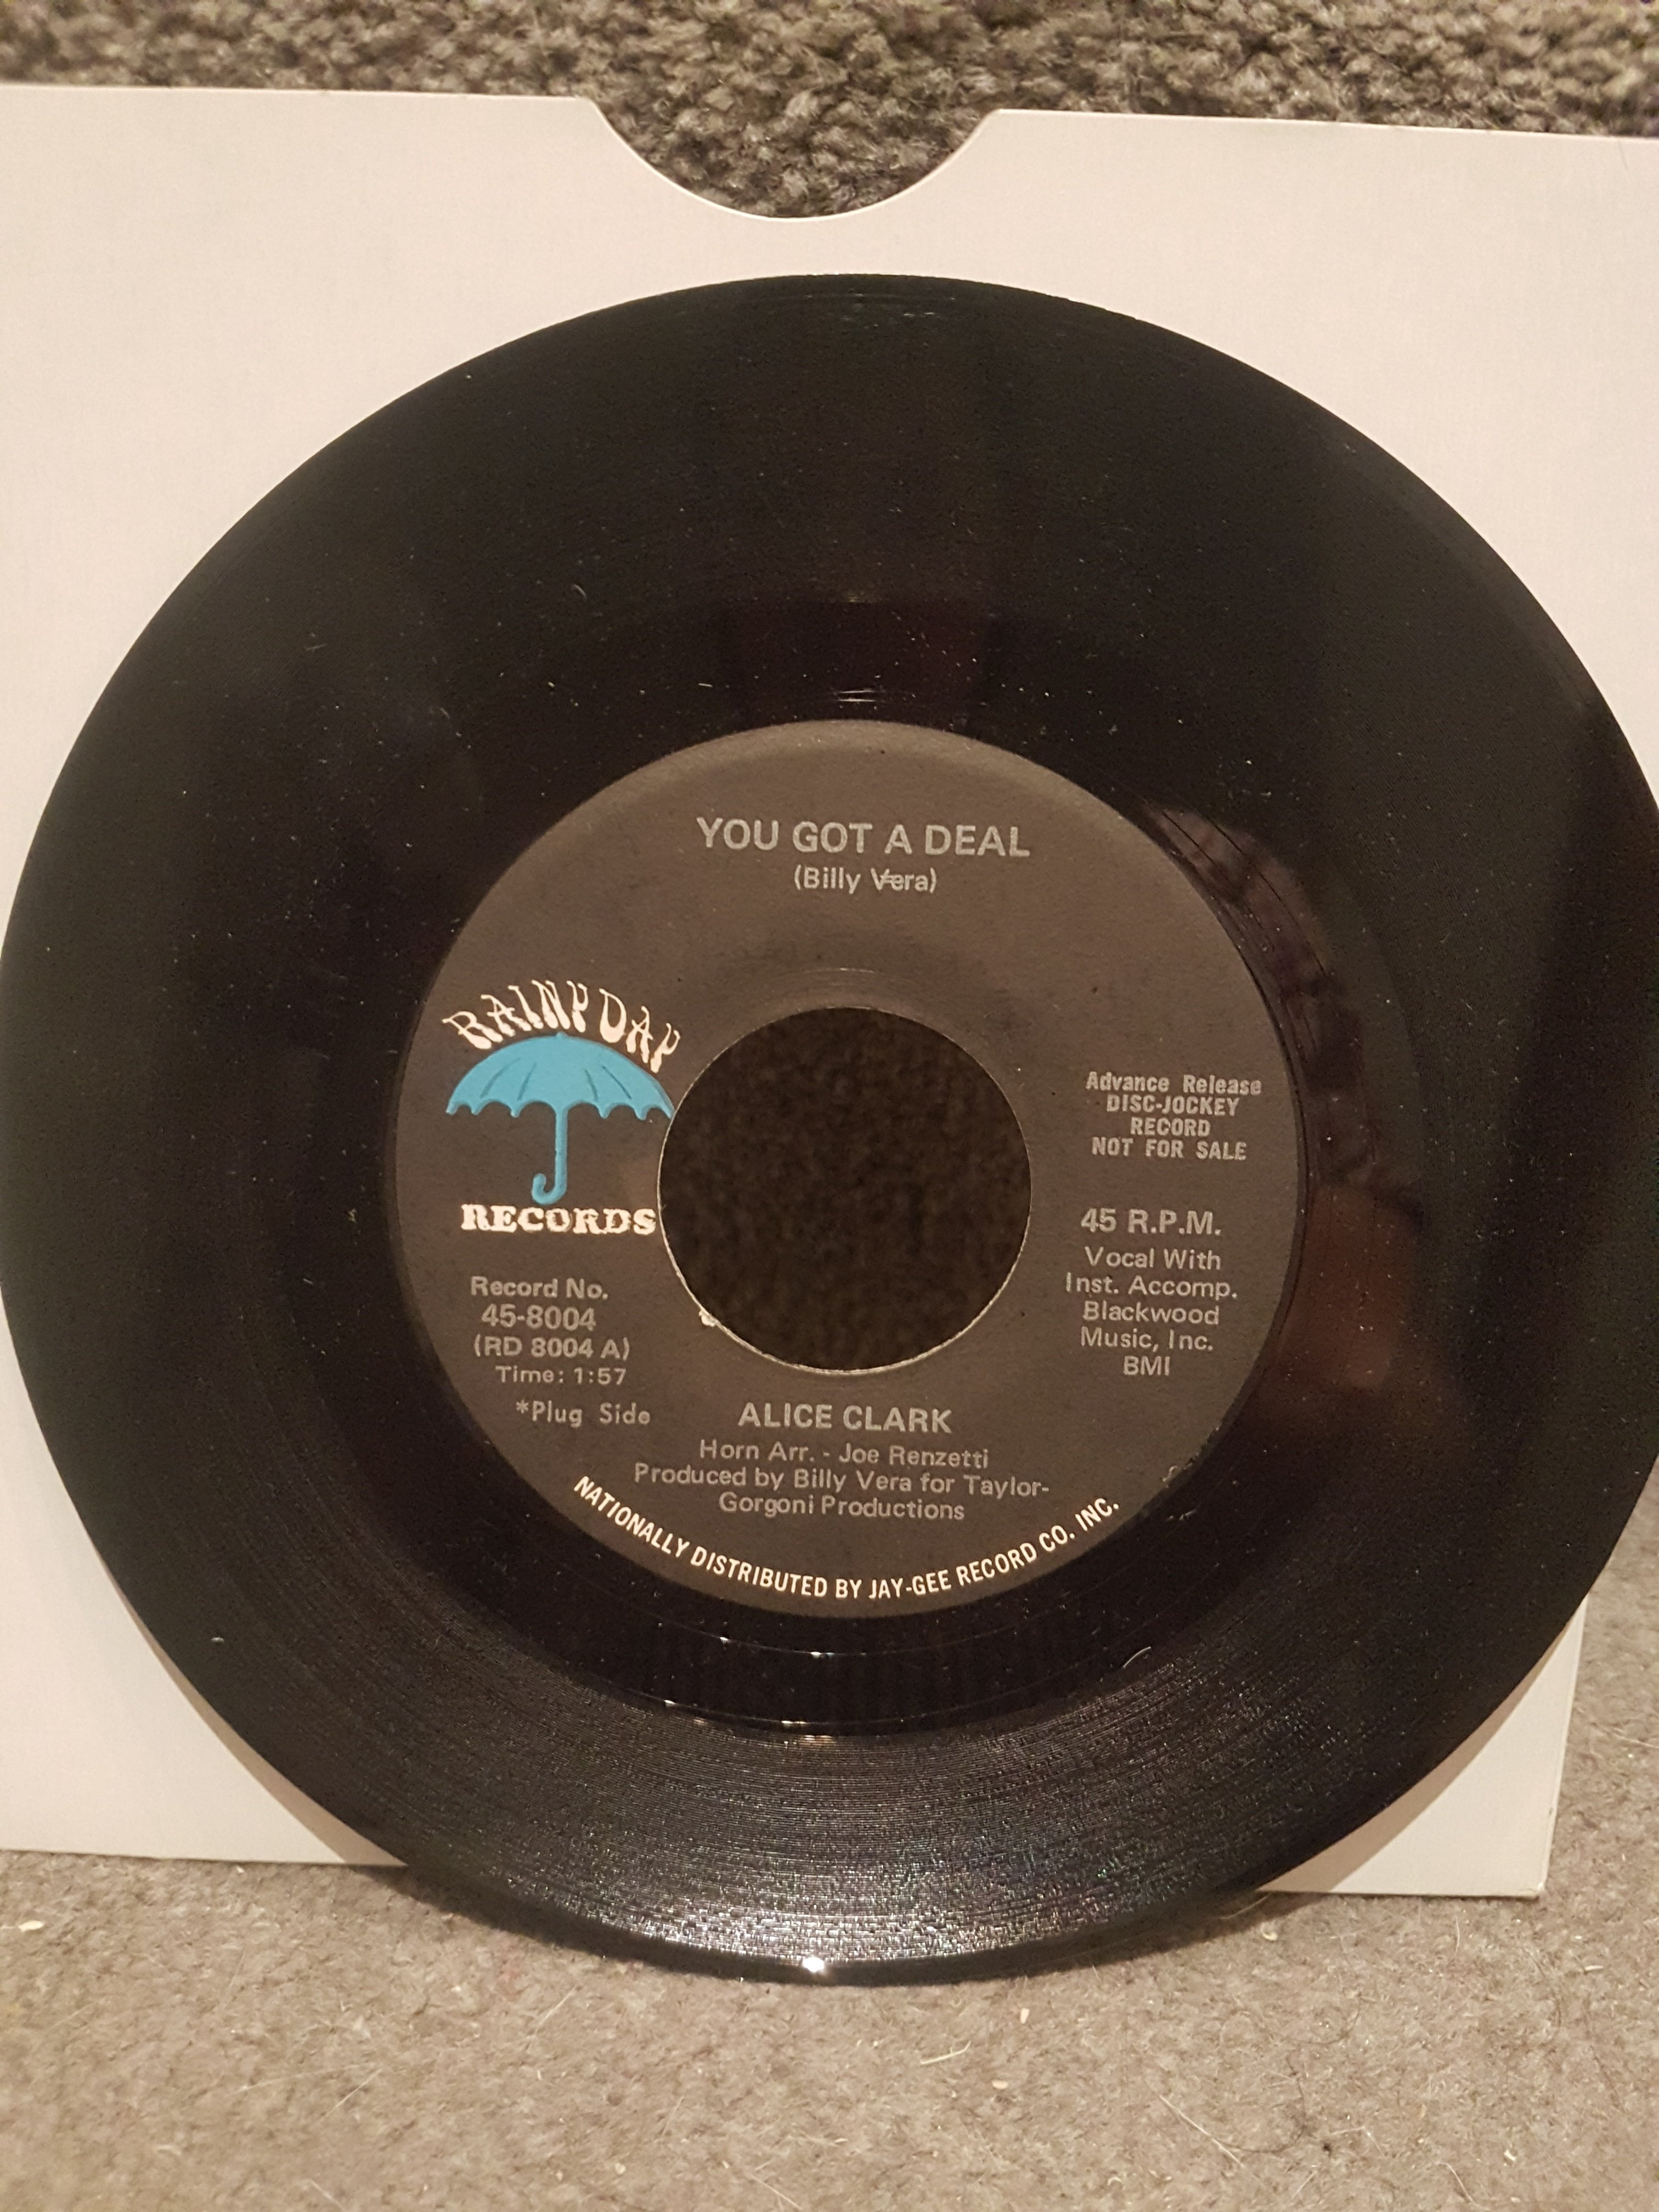 YOU GOT A DEAL
(Billy Vera)
RAINY DAY
RECORDS
Advance Release
DISC-JOCKEY
RECORD
NOT FOR SALE
45 R.P.M.
Vocal With
Inst. Accomp.
Blackwood
Music, Inc.
BMI
Record No.
45-8004
(RD 8004 A)
Time: 1:57
*Plug Side
ALICE CLARK
Horn Arr. - Joe Renzetti
Produced by Billy Vera for Taylor-
Gorgoni Productions
NATIONALLY DISTRIBUTED BY JAY-GEE RECORD CO. INC.